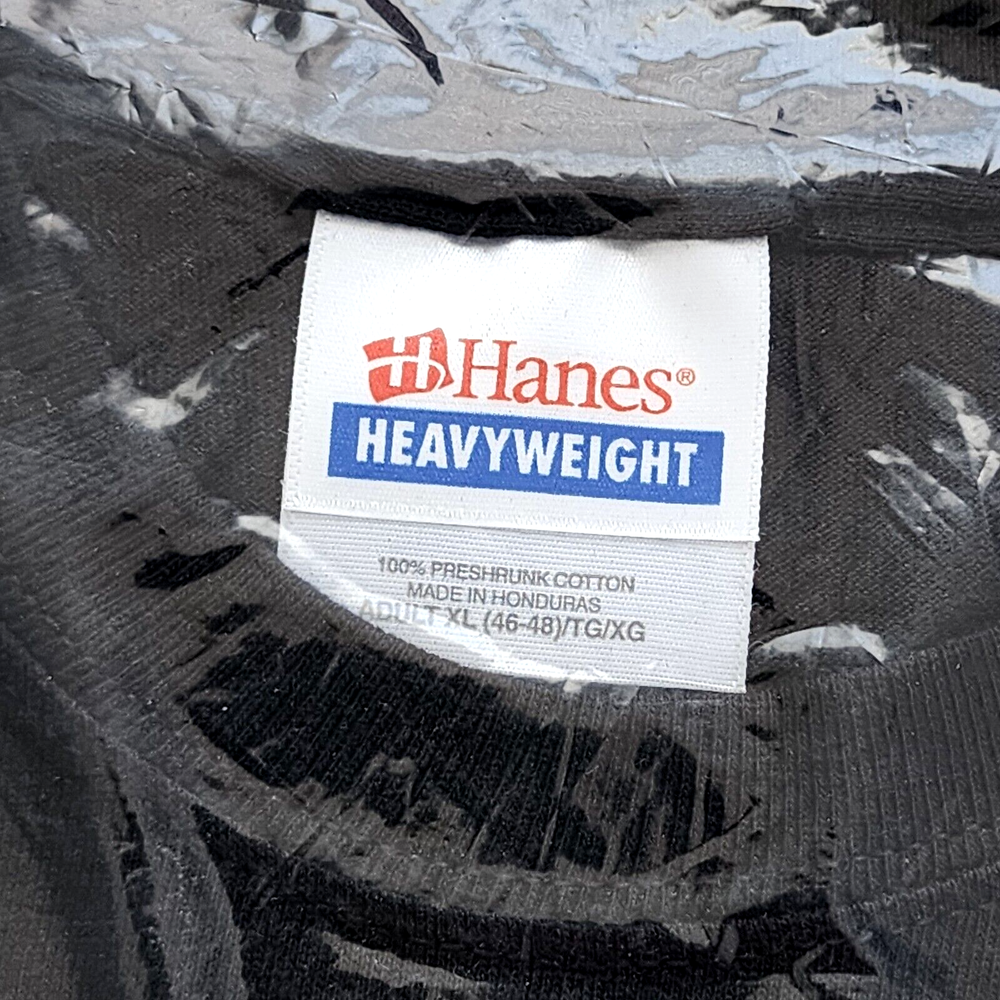 H Hanes®
HEAVYWEIGHT
100% PRESHRUNK COTTON
MADE IN HONDURAS
ADULT XL (46-48)/TG/XG